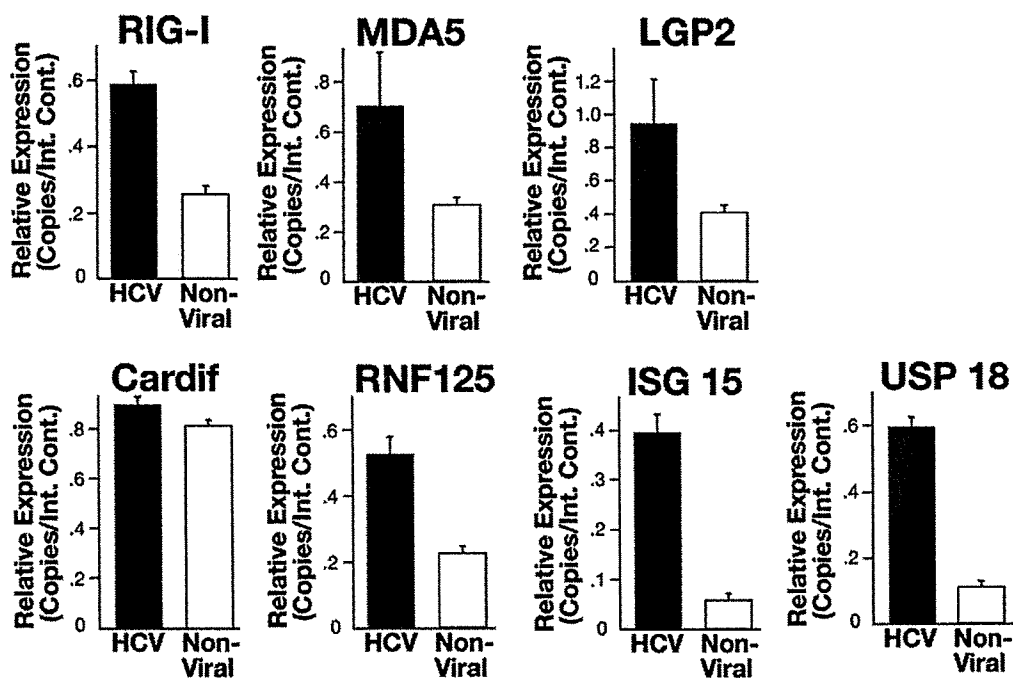 RIG-I
MDA5
LGP2
Relative Expression
(Copies/Int. Cont.)
.6
.4
.2
0
HCV
Non-
Viral
Relative Expression
(Copies/Int. Cont.)
.8
.6
.4
.2
0
HCV
Non-
Viral
Relative Expression
(Copies/Int. Cont.)
1.2
1.0
.8
.6
.4
.2
0
HCV
Non-
Viral
Cardif
RNF125
ISG 15
USP 18
Relative Expression
(Copies/Int. Cont.)
.8
.6
.4
.2
0
HCV
Non-
Viral
Relative Expression
(Copies/Int. Cont.)
.6
.4
.2
0
HCV
Non-
Viral
Relative Expression
(Copies/Int. Cont.)
.4
.3
.2
.1
0
HCV
Non-
Viral
Relative Expression
(Copies/Int. Cont.)
.6
.4
.2
0
HCV
Non-
Viral